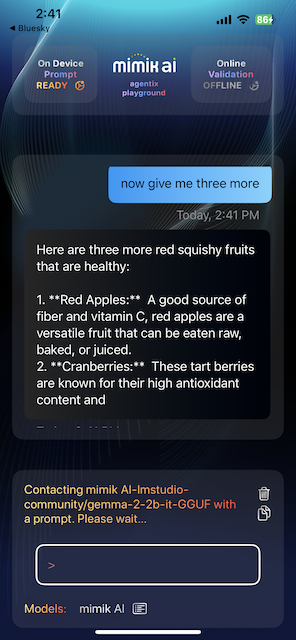 2:41
86
◀ Bluesky
On Device
Prompt
READY
mimik ai
agentix
playground
Online
Validation
OFFLINE
now give me three more
Today, 2:41 PM
Here are three more red squishy fruits
that are healthy:
1. **Red Apples:** A good source of
fiber and vitamin C, red apples are a
versatile fruit that can be eaten raw,
baked, or juiced.
2. **Cranberries:** These tart berries
are known for their high antioxidant
content and
Contacting mimik AI-lmstudio-
community/gemma-2-2b-it-GGUF with
a prompt. Please wait...
>
Models: mimik AI